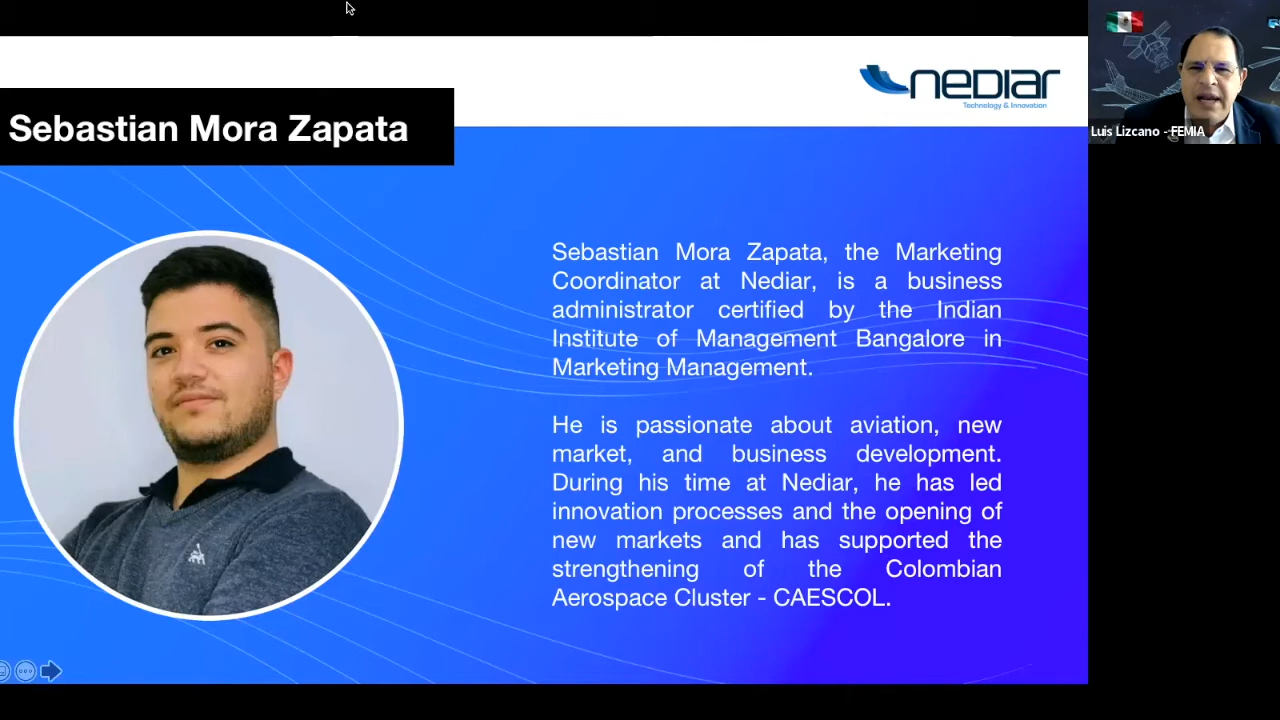 nediar
Technology & Innovation
Sebastian Mora Zapata
Luis Lizcano - FEMIA
Sebastian Mora Zapata, the Marketing
Coordinator at Nediar, is a business
administrator certified by the Indian
Institute of Management Bangalore in
Marketing Management.
He is passionate about aviation, new
market, and business development.
During his time at Nediar, he has led
innovation processes and the opening of
new markets and has supported the
strengthening of the Colombian
Aerospace Cluster - CAESCOL.